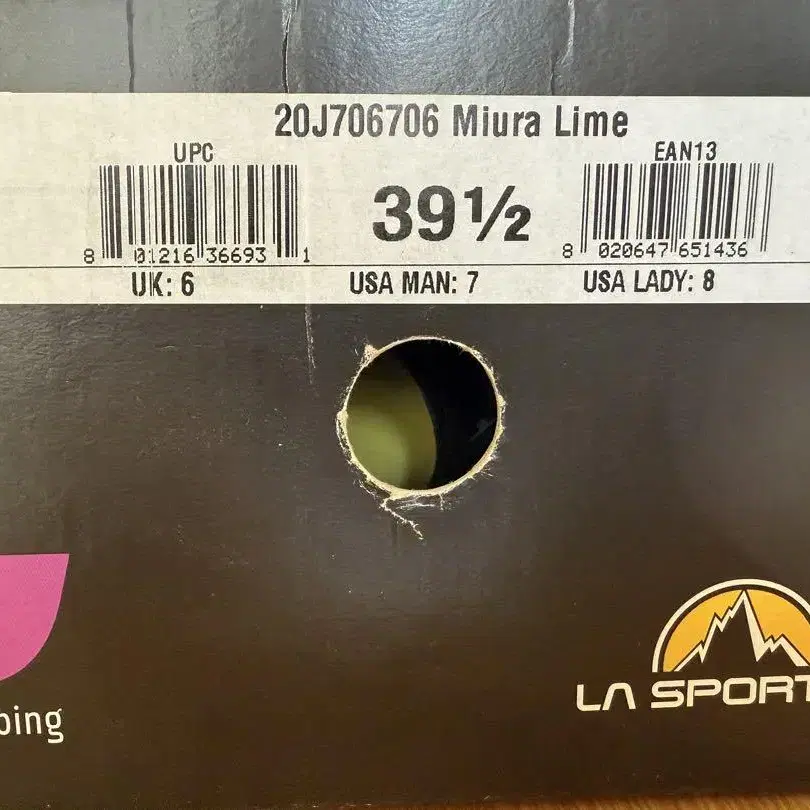 20J706706 Miura Lime
UPC
EAN13
39½
8 01216 36693 1
8 020647 651436
UK: 6
USA MAN: 7
USA LADY: 8
bing
LA SPORT